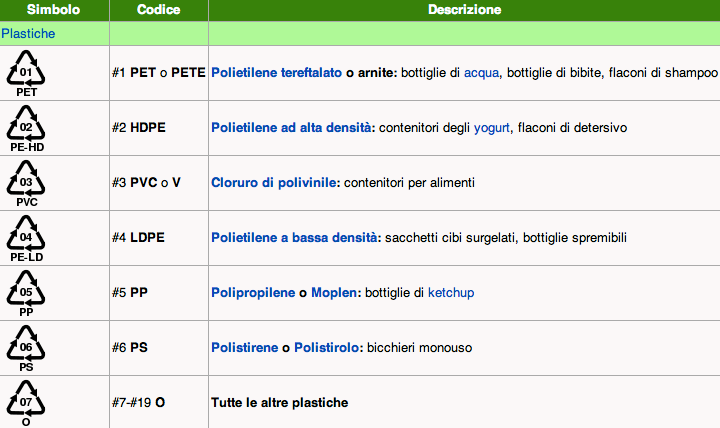 Simbolo Codice Descrizione
Plastiche
01
PET
#1 PET o PETE Polietilene tereftalato o arnite: bottiglie di acqua, bottiglie di bibite, flaconi di shampoo
02
PE-HD
#2 HDPE Polietilene ad alta densità: contenitori degli yogurt, flaconi di detersivo
03
PVC
#3 PVC o V Cloruro di polivinile: contenitori per alimenti
04
PE-LD
#4 LDPE Polietilene a bassa densità: sacchetti cibi surgelati, bottiglie spremibili
05
PP
#5 PP Polipropilene o Moplen: bottiglie di ketchup
06
PS
#6 PS Polistirene o Polistirolo: bicchieri monouso
07
O
#7-#19 O Tutte le altre plastiche